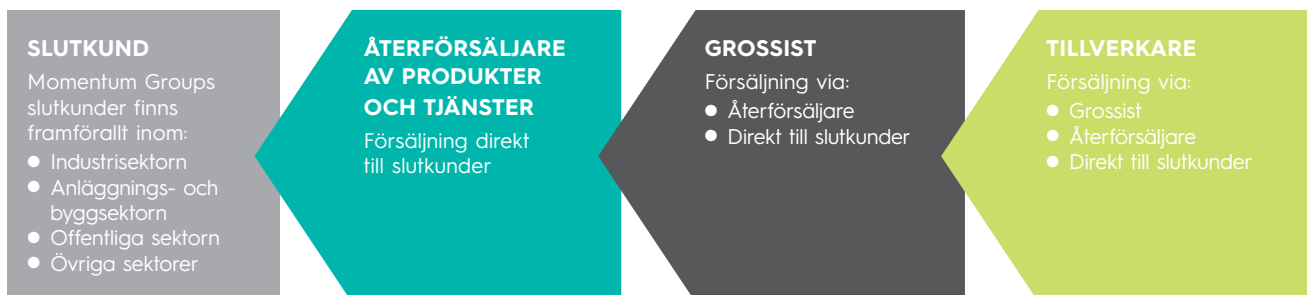 SLUTKUND
Momentum Groups
slutkunder finns
framförallt inom:
● Industrisektorn
● Anläggnings- och
byggsektorn
● Offentliga sektorn
● Övriga sektorer
ÅTERFÖRSÄLJARE
AV PRODUKTER
OCH TJÄNSTER
Försäljning direkt
till slutkunder
GROSSIST
Försäljning via:
● Återförsäljare
● Direkt till slutkunder
TILLVERKARE
Försäljning via:
● Grossist
● Återförsäljare
● Direkt till slutkunder